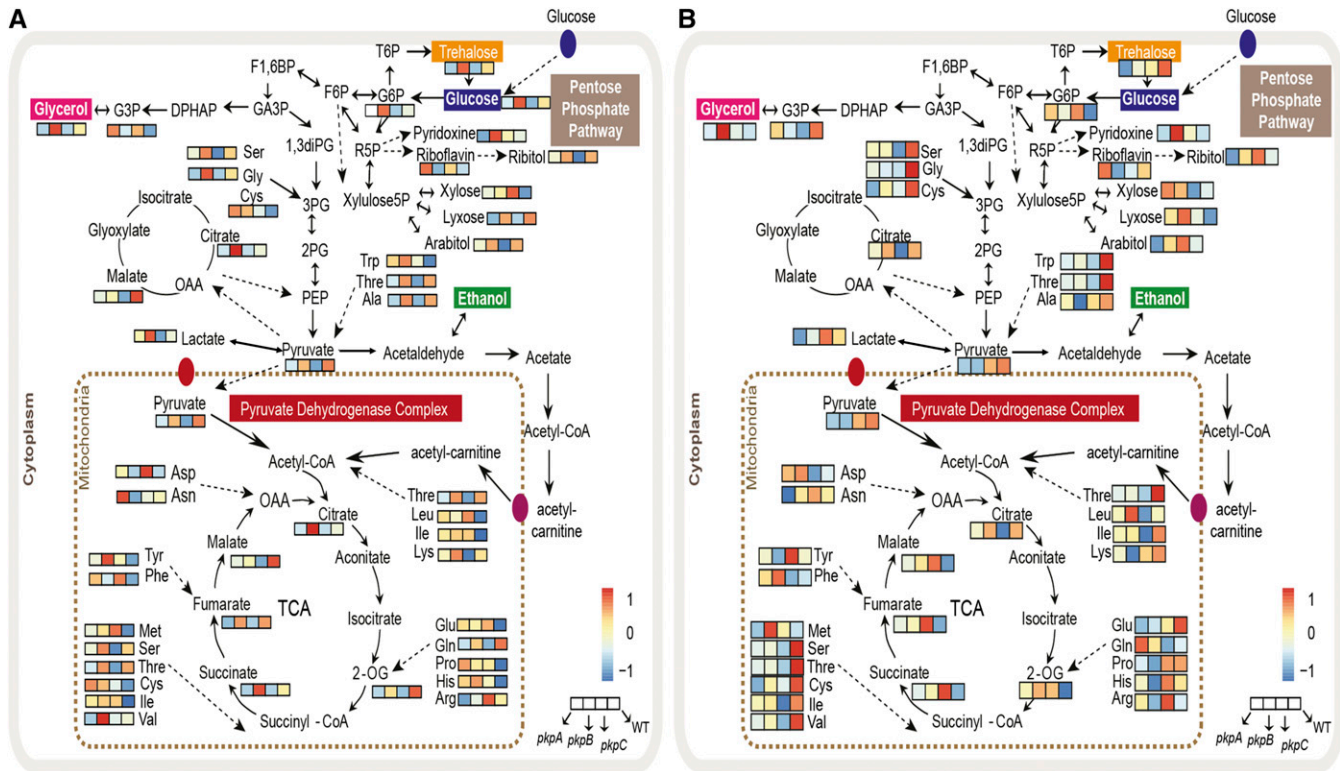 A
Glucose
T6P
Trehalose
F1,6BP
F6P
G6P
Glucose
Pentose
Phosphate
Pathway
Glycerol
G3P
DPHAP
GA3P
1,3diPG
R5P
Pyridoxine
Riboflavin
Ribitol
Ser
Gly
Cys
Isocitrate
3PG
Xylulose5P
Xylose
Lyxose
Glyoxylate
Citrate
2PG
Arabitol
Malate
OAA
Trp
Thre
Ala
PEP
Ethanol
Lactate
Pyruvate
Acetaldehyde
Acetate
Cytoplasm
Mitochondria
Pyruvate
Pyruvate Dehydrogenase Complex
Acetyl-CoA
Acetyl-CoA
acetyl-carnitine
Asp
Asn
OAA
Citrate
Thre
Leu
Ile
Lys
acetyl-
carnitine
Malate
Aconitate
Tyr
Phe
Fumarate
TCA
Isocitrate
1
0
-1
Met
Ser
Thre
Cys
Ile
Val
Succinate
2-OG
Glu
Gln
Pro
His
Arg
Succinyl -CoA
WT
pkpA
pkpB
pkpC
B
Glucose
T6P
Trehalose
F1,6BP
F6P
G6P
Glucose
Pentose
Phosphate
Pathway
Glycerol
G3P
DPHAP
GA3P
1,3diPG
R5P
Pyridoxine
Riboflavin
Ribitol
Ser
Gly
Cys
Isocitrate
3PG
Xylulose5P
Xylose
Lyxose
Glyoxylate
Citrate
2PG
Arabitol
Malate
OAA
Trp
Thre
Ala
PEP
Ethanol
Lactate
Pyruvate
Acetaldehyde
Acetate
Cytoplasm
Mitochondria
Pyruvate
Pyruvate Dehydrogenase Complex
Acetyl-CoA
Acetyl-CoA
acetyl-carnitine
Asp
Asn
OAA
Citrate
Thre
Leu
Ile
Lys
acetyl-
carnitine
Malate
Aconitate
Tyr
Phe
Fumarate
TCA
Isocitrate
1
0
-1
Met
Ser
Thre
Cys
Ile
Val
Succinate
2-OG
Glu
Gln
Pro
His
Arg
Succinyl -CoA
WT
pkpA
pkpB
pkpC